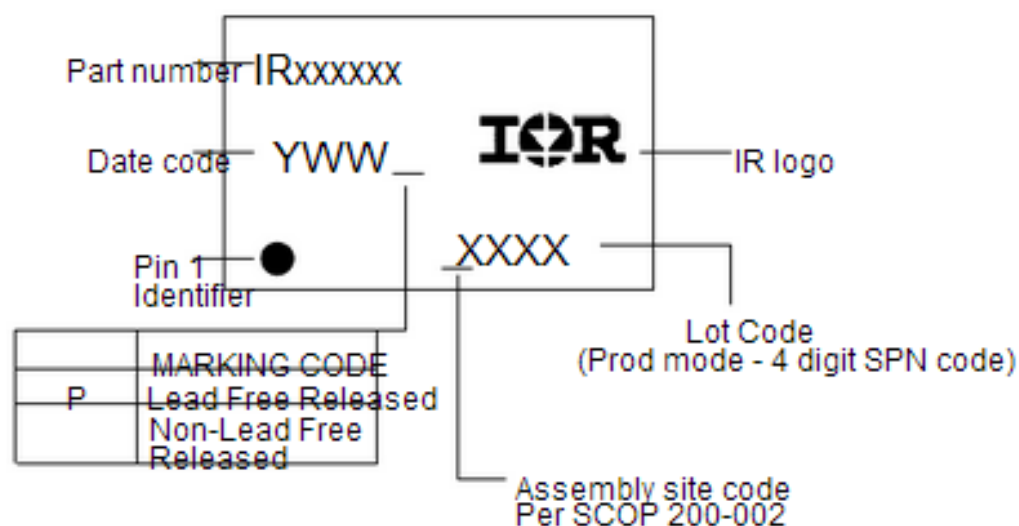 Part number IRxxxxxx
Date code YWW_ IOR IR logo
Pin 1
Identifier
_XXXX
Lot Code
(Prod mode - 4 digit SPN code)
MARKING CODE
P Lead Free Released
Non-Lead Free
Released
Assembly site code
Per SCOP 200-002